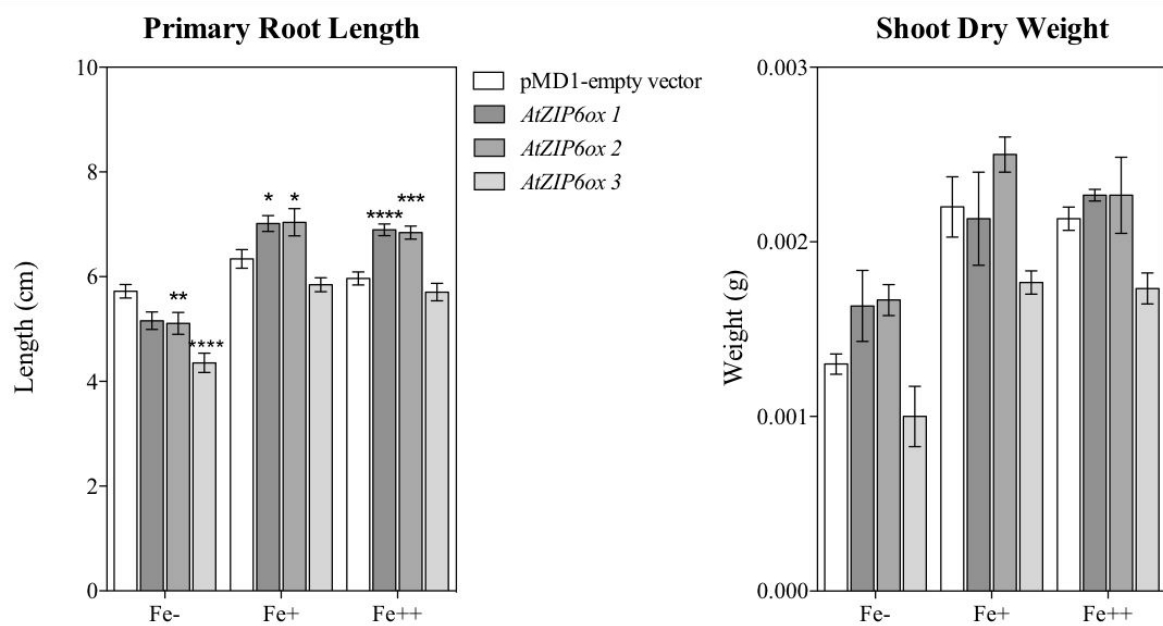 Primary Root Length
Length (cm)
10
8
6
4
2
0
** **** * * **** ***
Fe- Fe+ Fe++
pMD1-empty vector
AtZIP6ox 1
AtZIP6ox 2
AtZIP6ox 3
Shoot Dry Weight
Weight (g)
0.003
0.002
0.001
0.000
Fe- Fe+ Fe++